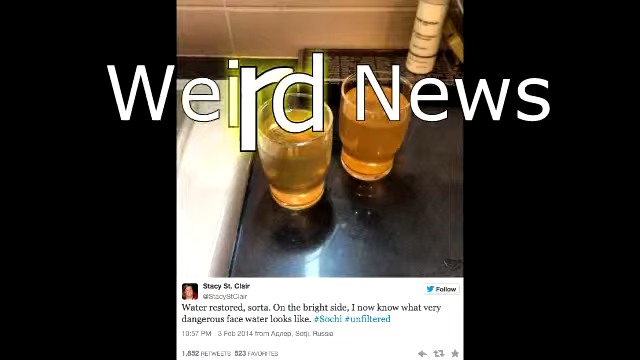 Weird News
Stacy St. Clair
@StacyStClair
Follow
Water restored, sorta. On the bright side, I now know what very
dangerous face water looks like. #Sochi #unfiltered
10:57 PM - 3 Feb 2014 from Адлер, Sotji, Russia
1,652 RETWEETS 523 FAVORITES